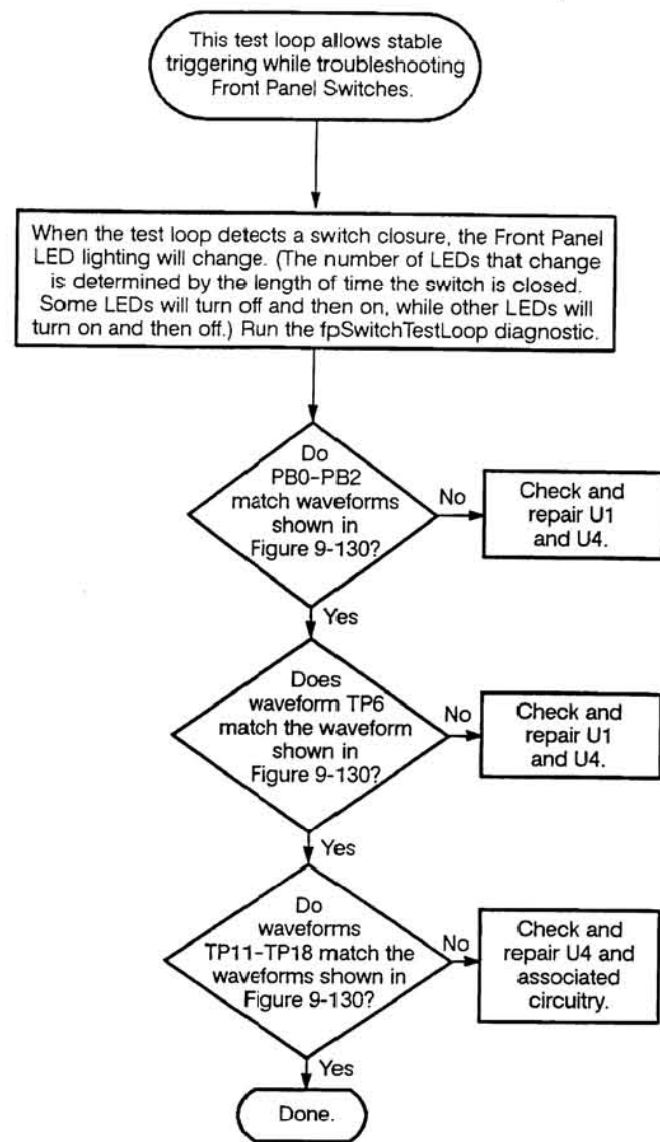 This test loop allows stable
triggering while troubleshooting
Front Panel Switches.
When the test loop detects a switch closure, the Front Panel
LED lighting will change. (The number of LEDs that change
is determined by the length of time the switch is closed.
Some LEDs will turn off and then on, while other LEDs will
turn on and then off.) Run the fpSwitchTestLoop diagnostic.
Do
PB0-PB2
match waveforms
shown in
Figure 9-130?
No
Check and
repair U1
and U4.
Yes
Does
waveform TP6
match the waveform
shown in
Figure 9-130?
No
Check and
repair U1
and U4.
Yes
Do
waveforms
TP11-TP18 match the
waveforms shown in
Figure 9-130?
No
Check and
repair U4 and
associated
circuitry.
Yes
Done.